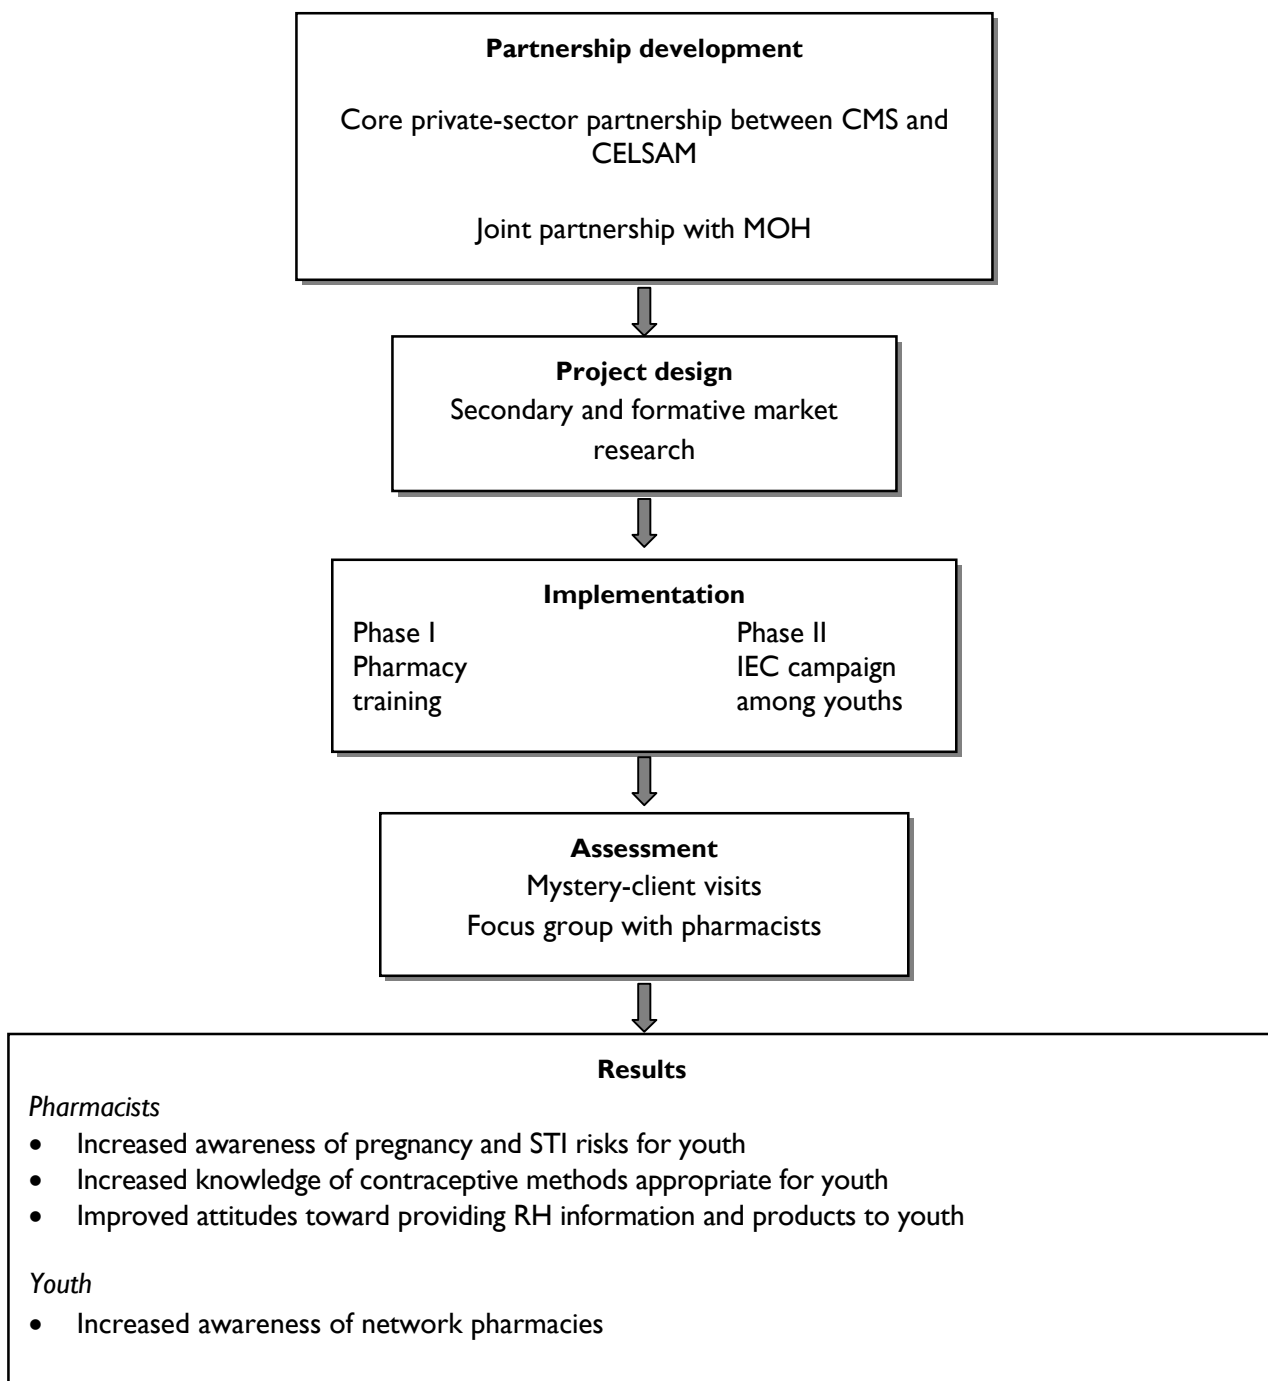 Partnership development
Core private-sector partnership between CMS and
CELSAM
Joint partnership with MOH
Project design
Secondary and formative market
research
Implementation
Phase I
Pharmacy
training
Phase II
IEC campaign
among youths
Assessment
Mystery-client visits
Focus group with pharmacists
Results
Pharmacists
• Increased awareness of pregnancy and STI risks for youth
• Increased knowledge of contraceptive methods appropriate for youth
• Improved attitudes toward providing RH information and products to youth
Youth
• Increased awareness of network pharmacies